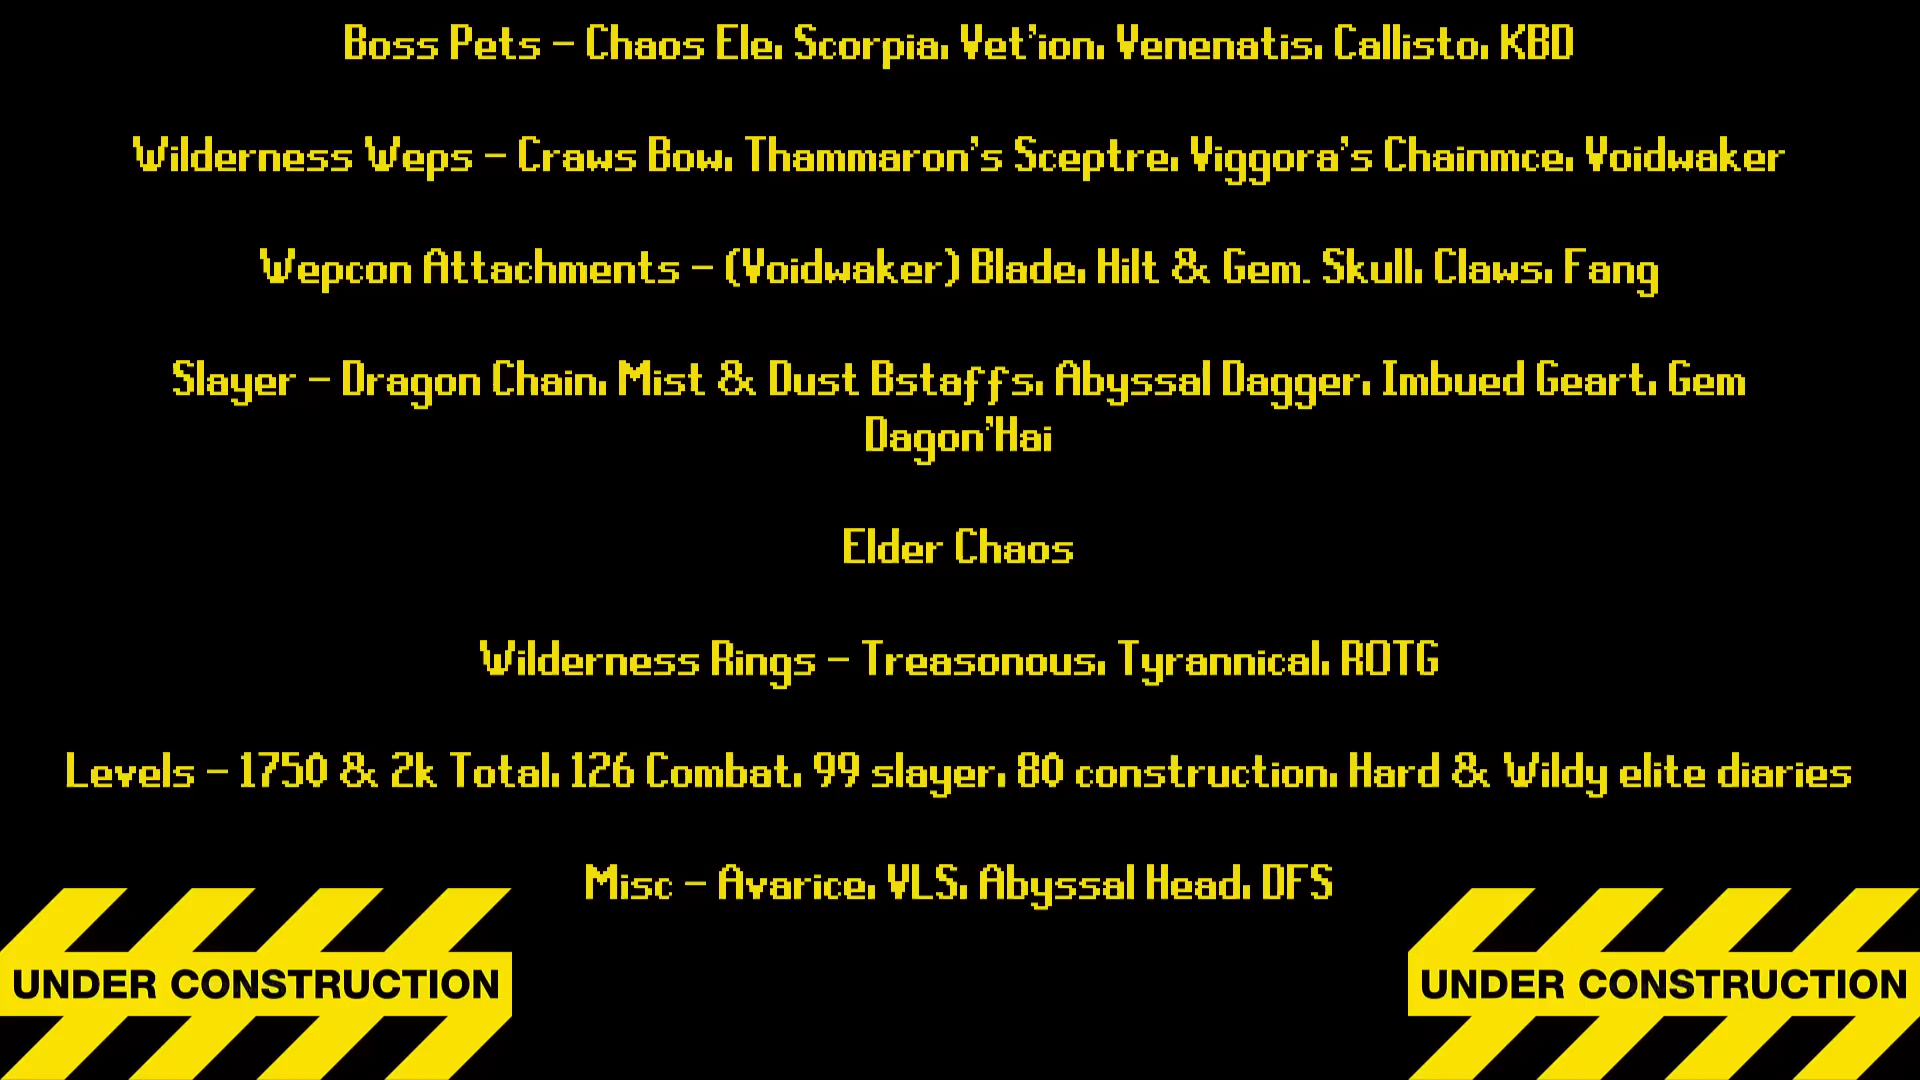 Boss Pets - Chaos Ele, Scorpia, Vet'ion, Venenatis, Callisto, KBD
Wilderness Weps - Craws Bow, Thammaron's Sceptre, Viggora's Chainmce, Voidwaker
Wepcon Attachments - (Voidwaker) Blade, Hilt & Gem. Skull, Claws, Fang
Slayer - Dragon Chain, Mist & Dust Bstaffs, Abyssal Dagger, Imbued Geart, Gem
Dagon'Hai
Elder Chaos
Wilderness Rings - Treasonous, Tyrannical, ROTG
Levels - 1750 & 2k Total, 126 Combat, 99 slayer, 80 construction, Hard & Wildy elite diaries
Misc - Avarice, VLS, Abyssal Head, DFS
UNDER CONSTRUCTION
UNDER CONSTRUCTION